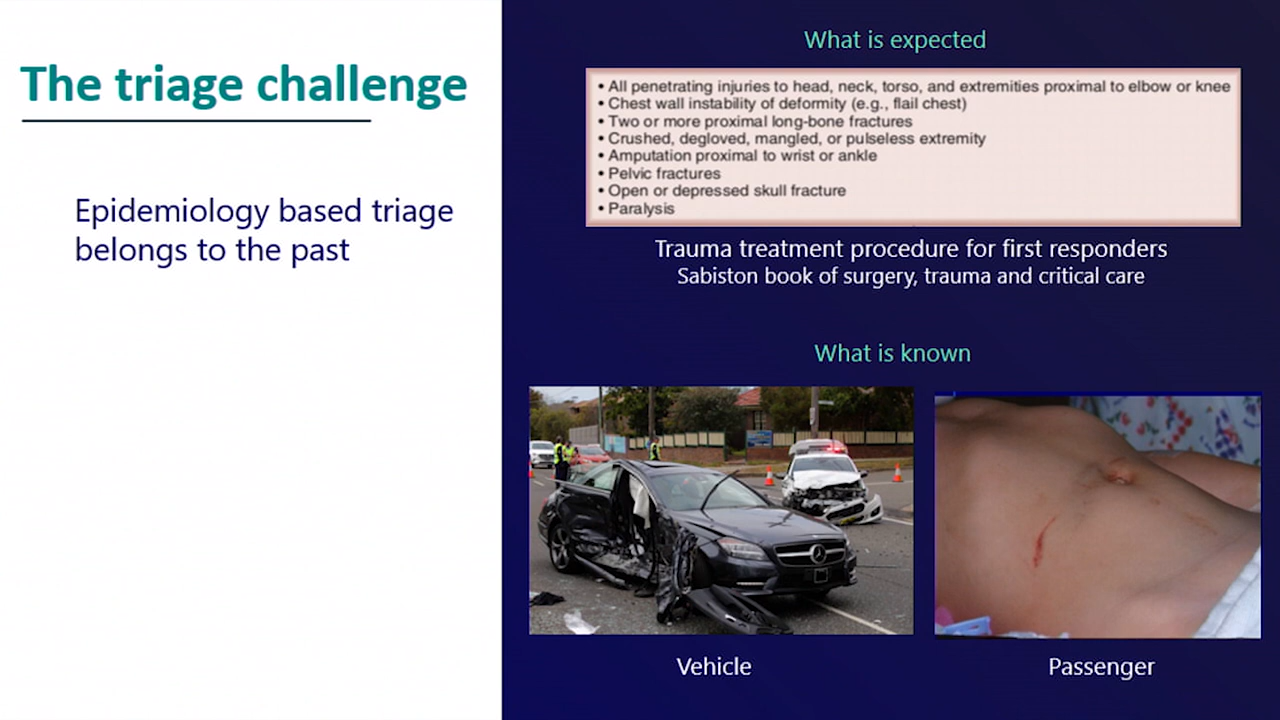 The triage challenge
Epidemiology based triage
belongs to the past
What is expected
• All penetrating injuries to head, neck, torso, and extremities proximal to elbow or knee
• Chest wall instability of deformity (e.g., flail chest)
• Two or more proximal long-bone fractures
• Crushed, degloved, mangled, or pulseless extremity
• Amputation proximal to wrist or ankle
• Pelvic fractures
• Open or depressed skull fracture
• Paralysis
Trauma treatment procedure for first responders
Sabiston book of surgery, trauma and critical care
What is known
Vehicle
Passenger